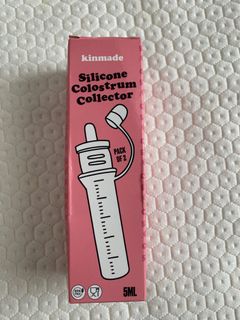 kinmade
Silicone
Colostrum
Collector
PACK
OF 2
5ML